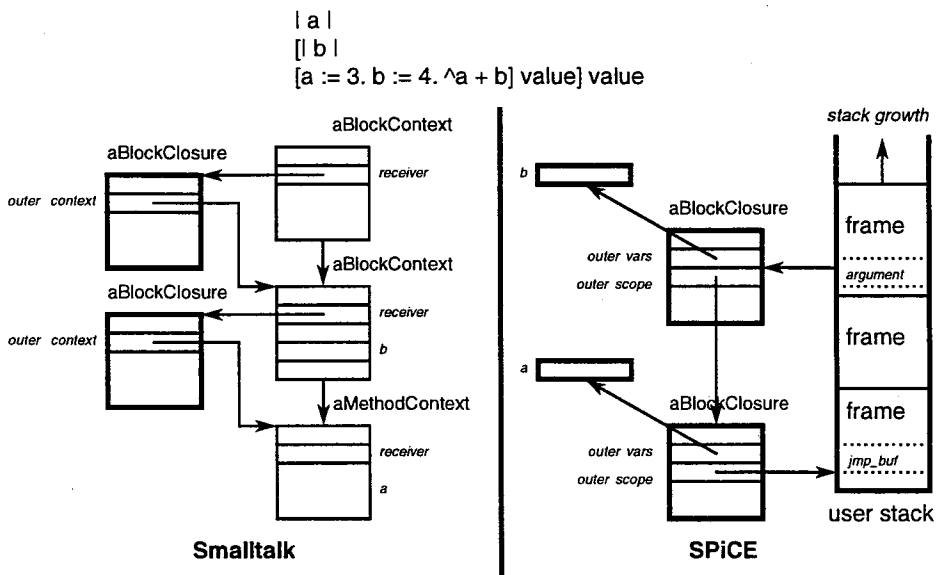 | a |
[| b |
[a := 3. b := 4. ^a + b] value] value
aBlockContext
aBlockClosure
receiver
outer context
aBlockContext
aBlockClosure
receiver
outer context
b
aMethodContext
receiver
a
Smalltalk
stack growth
b
aBlockClosure
frame
outer vars
argument
outer scope
frame
a
aBlockClosure
frame
outer vars
jmp_buf
outer scope
user stack
SPiCE